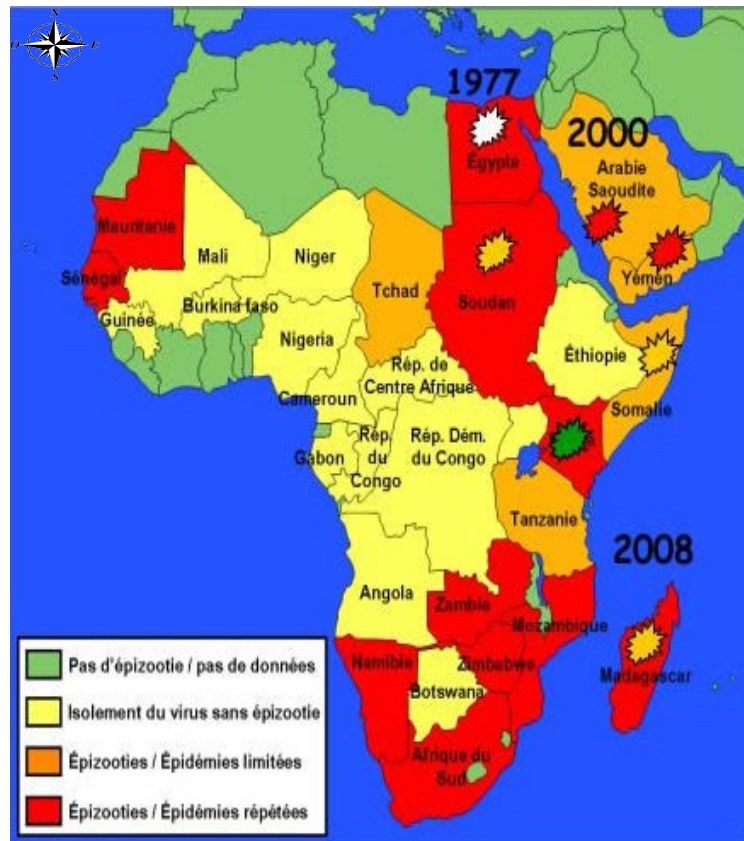 N
O
E
S
1977
Égypte
2000
Arabie
Saoudite
Yémen
Mauritanie
Mali
Niger
Tchad
Soudan
Sénégal
Burkina faso
Guinée
Nigeria
Éthiopie
Rép. de
Centre Afrique
Cameroun
Somalie
Gabon
Rép.
du
Congo
Rép. Dém.
du Congo
Tanzanie
2008
Angola
Zambie
Mozambique
Namibie
Zimbabwe
Botswana
Madagascar
Afrique du
Sud
Pas d'épizootie / pas de données
Isolement du virus sans épizootie
Épizooties / Épidémies limitées
Épizooties / Épidémies répétées